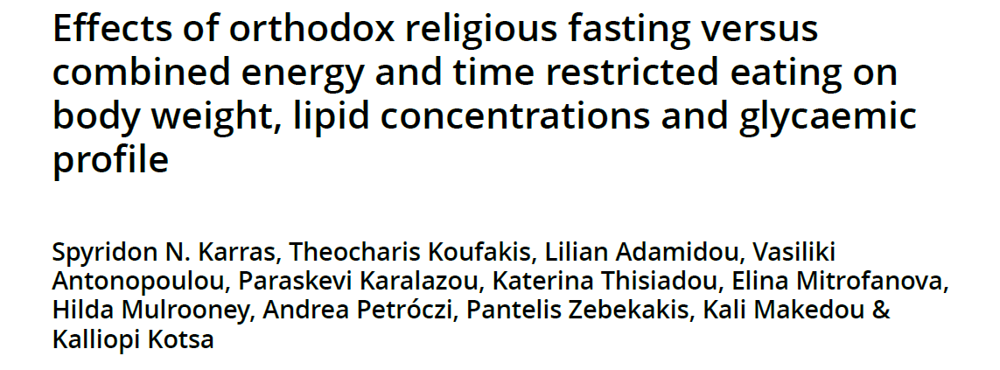 Effects of orthodox religious fasting versus
combined energy and time restricted eating on
body weight, lipid concentrations and glycaemic
profile
Spyridon N. Karras, Theocharis Koufakis, Lilian Adamidou, Vasiliki
Antonopoulou, Paraskevi Karalazou, Katerina Thisiadou, Elina Mitrofanova,
Hilda Mulrooney, Andrea Petróczi, Pantelis Zebekakis, Kali Makedou &
Kalliopi Kotsa